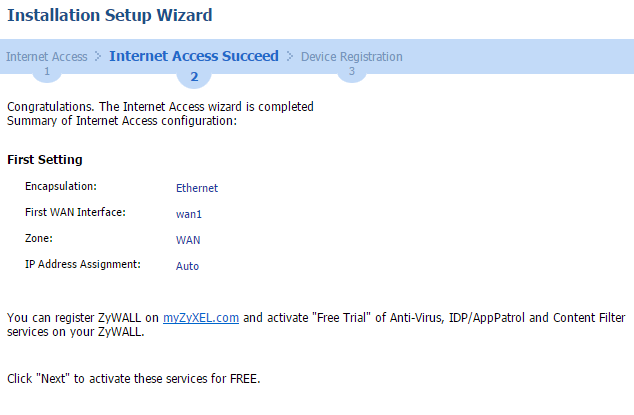 Installation Setup Wizard
Internet Access > Internet Access Succeed > Device Registration
1 2 3
Congratulations. The Internet Access wizard is completed
Summary of Internet Access configuration:
First Setting
Encapsulation: Ethernet
First WAN Interface: wan1
Zone: WAN
IP Address Assignment: Auto
You can register ZyWALL on myZyXEL.com and activate "Free Trial" of Anti-Virus, IDP/AppPatrol and Content Filter
services on your ZyWALL.
Click "Next" to activate these services for FREE.